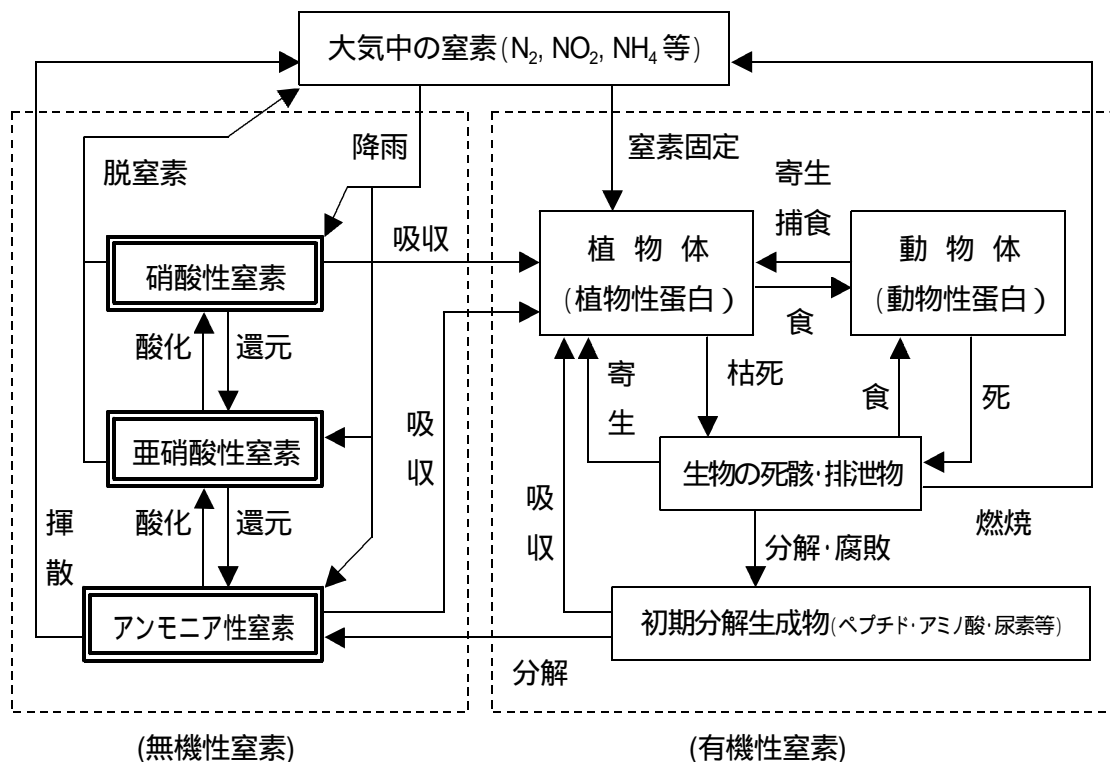 大気中の窒素(N₂, NO₂, NH₄等)
降雨
窒素固定
脱窒素
寄生
捕食
吸収
植物体
(植物性蛋白)
動物体
(動物性蛋白)
硝酸性窒素
食
酸化
還元
寄生
枯死
食
死
亜硝酸性窒素
吸収
生物の死骸・排泄物
酸化
還元
揮散
吸収
分解・腐敗
燃焼
アンモニア性窒素
初期分解生成物(ペプチド・アミノ酸・尿素等)
分解
(無機性窒素)
(有機性窒素)